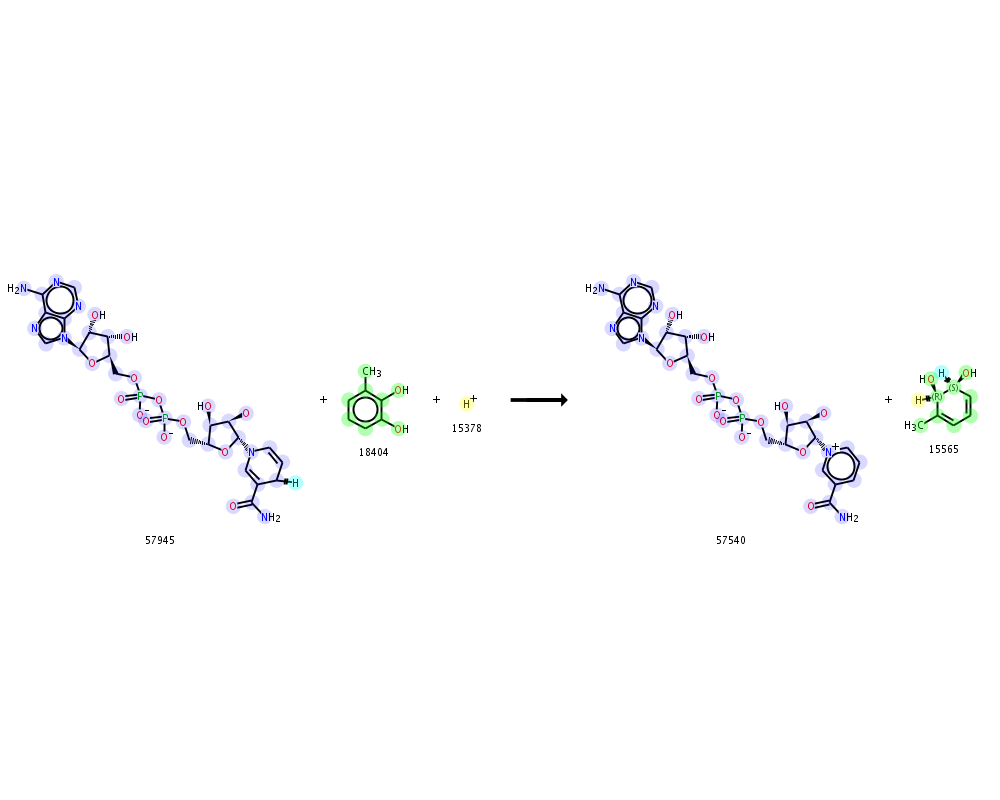 H₂N N N N N OH OH O O O P O⁻ O P O O⁻ O HO O O N H O NH₂
57945
+
CH₃ OH OH
18404
+
H⁺
15378
H₂N N N N N OH OH O O O P O⁻ O P O O⁻ O HO O O N⁺ O NH₂
57540
+
HO H OH (S) H (R) H₃C
15565